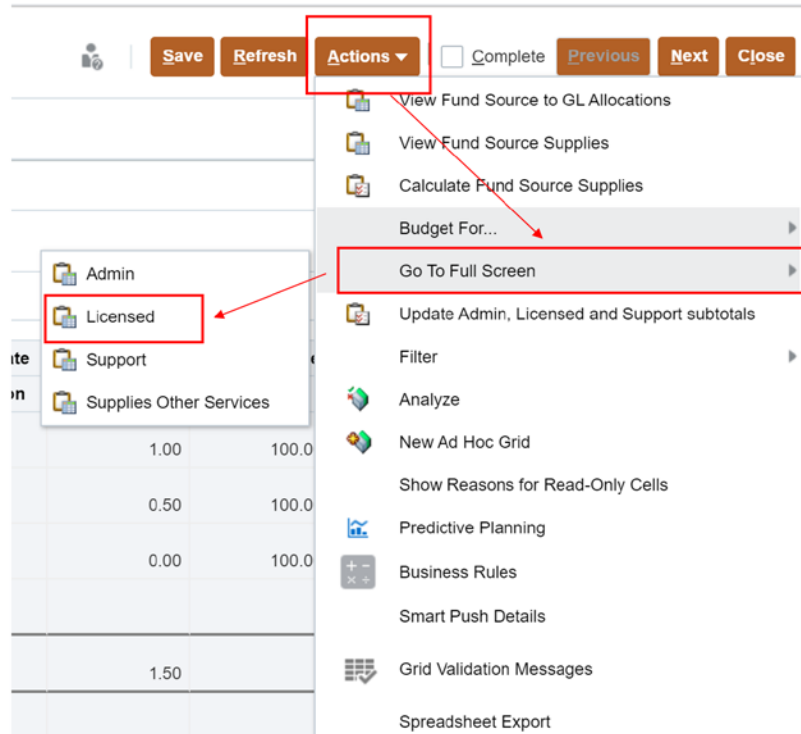 Save Refresh Actions Complete Previous Next Close
View Fund Source to GL Allocations
View Fund Source Supplies
Calculate Fund Source Supplies
Budget For...
Go To Full Screen
Update Admin, Licensed and Support subtotals
Filter
Analyze
New Ad Hoc Grid
Show Reasons for Read-Only Cells
Predictive Planning
Business Rules
Smart Push Details
Grid Validation Messages
Spreadsheet Export
Admin
Licensed
Support
Supplies Other Services
1.00 100.0
0.50 100.0
0.00 100.0
1.50